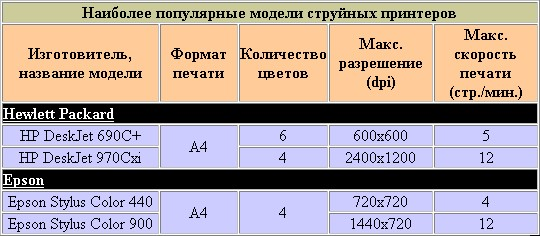 Наиболее популярные модели струйных принтеров
Изготовитель, название модели Формат печати Количество цветов Макс. разрешение (dpi) Макс. скорость печати (стр./мин.)
Hewlett Packard
HP DeskJet 690C+ A4 6 600x600 5
HP DeskJet 970Cxi 4 2400x1200 12
Epson
Epson Stylus Color 440 A4 4 720x720 4
Epson Stylus Color 900 1440x720 12